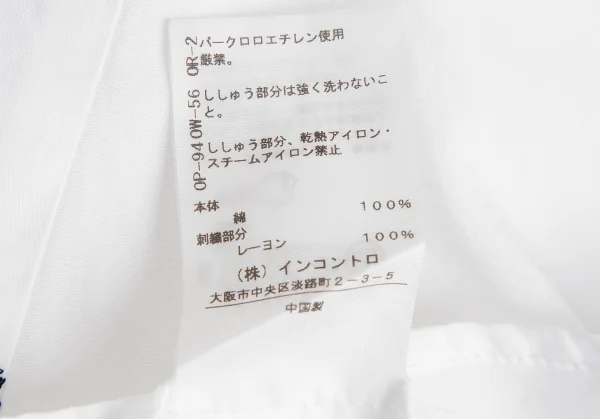 OR-2
パークロロエチレン使用
厳禁。
OW-56
ししゅう部分は強く洗わないこ
と。
OP-94
ししゅう部分、乾熱アイロン・
スチームアイロン禁止
本体
綿 100%
刺繍部分
レーヨン 100%
(株)インコントロ
大阪市中央区淡路町2-3-5
中国製